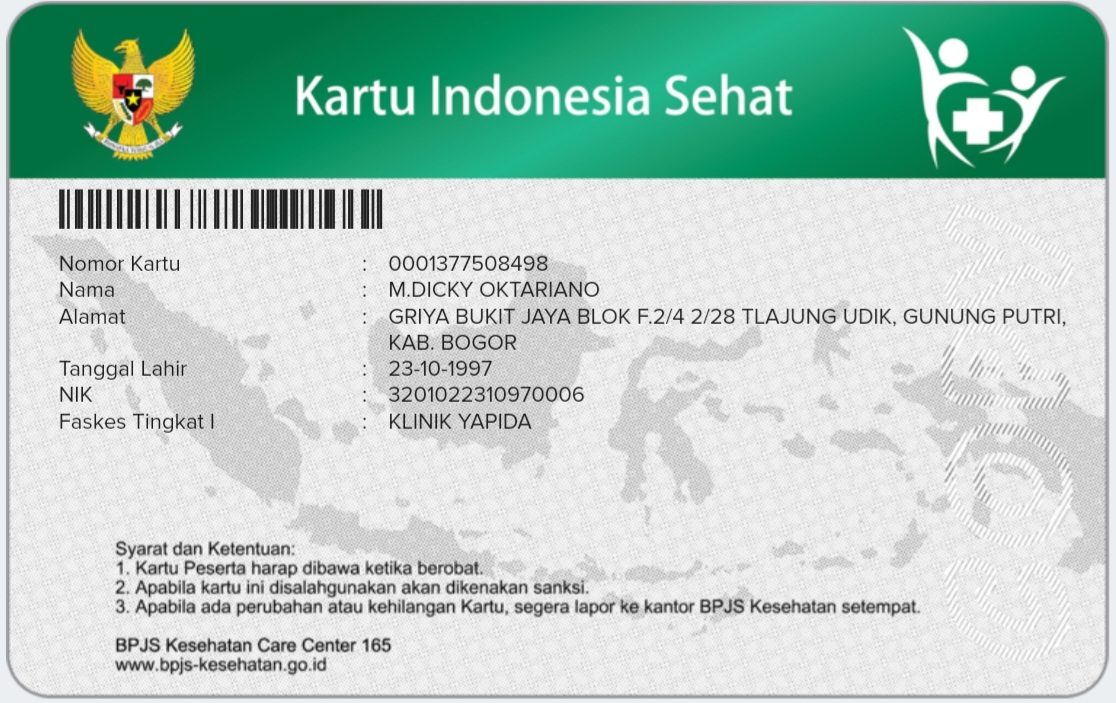 Kartu Indonesia Sehat
Nomor Kartu : 0001377508498
Nama : M.DICKY OKTARIANO
Alamat : GRIYA BUKIT JAYA BLOK F.2/4 2/28 TLAJUNG UDIK, GUNUNG PUTRI,
KAB. BOGOR
Tanggal Lahir : 23-10-1997
NIK : 3201022310970006
Faskes Tingkat I : KLINIK YAPIDA
Syarat dan Ketentuan:
1. Kartu Peserta harap dibawa ketika berobat.
2. Apabila kartu ini disalahgunakan akan dikenakan sanksi.
3. Apabila ada perubahan atau kehilangan Kartu, segera lapor ke kantor BPJS Kesehatan setempat.
BPJS Kesehatan Care Center 165
www.bpjs-kesehatan.go.id
COPY